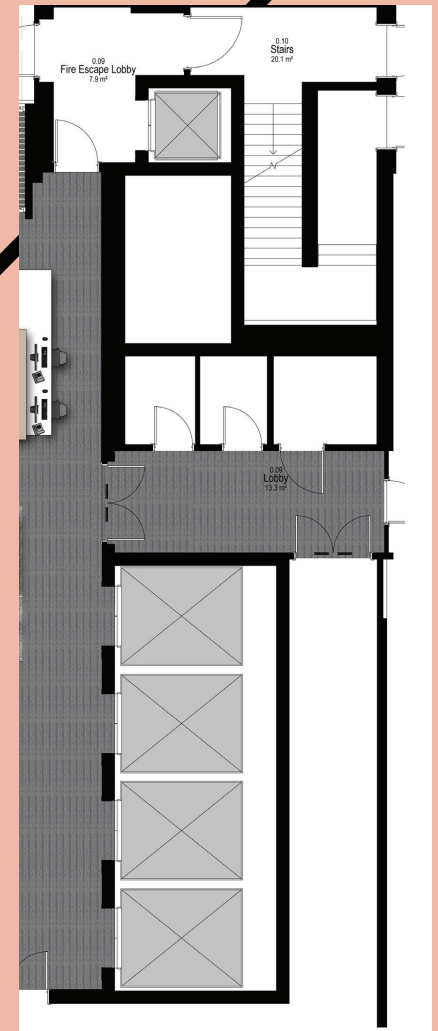 0.09
Fire Escape Lobby
7.9 m²
0.10
Stairs
20.1 m²
0.09
Lobby
13.3 m²